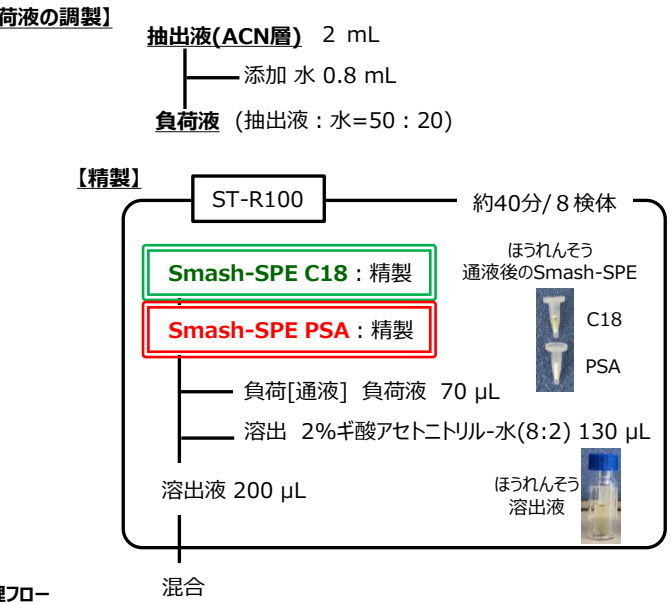 荷液の調製】
抽出液(ACN層) 2 mL
添加 水 0.8 mL
負荷液 (抽出液：水=50：20)
【精製】
ST-R100
約40分/８検体
ほうれんそう
通液後のSmash-SPE
Smash-SPE C18：精製
C18
Smash-SPE PSA：精製
PSA
負荷[通液] 負荷液 70 µL
溶出 2%ギ酸アセトニトリル-水(8:2) 130 µL
溶出液 200 µL
ほうれんそう
溶出液
混合
理フロー